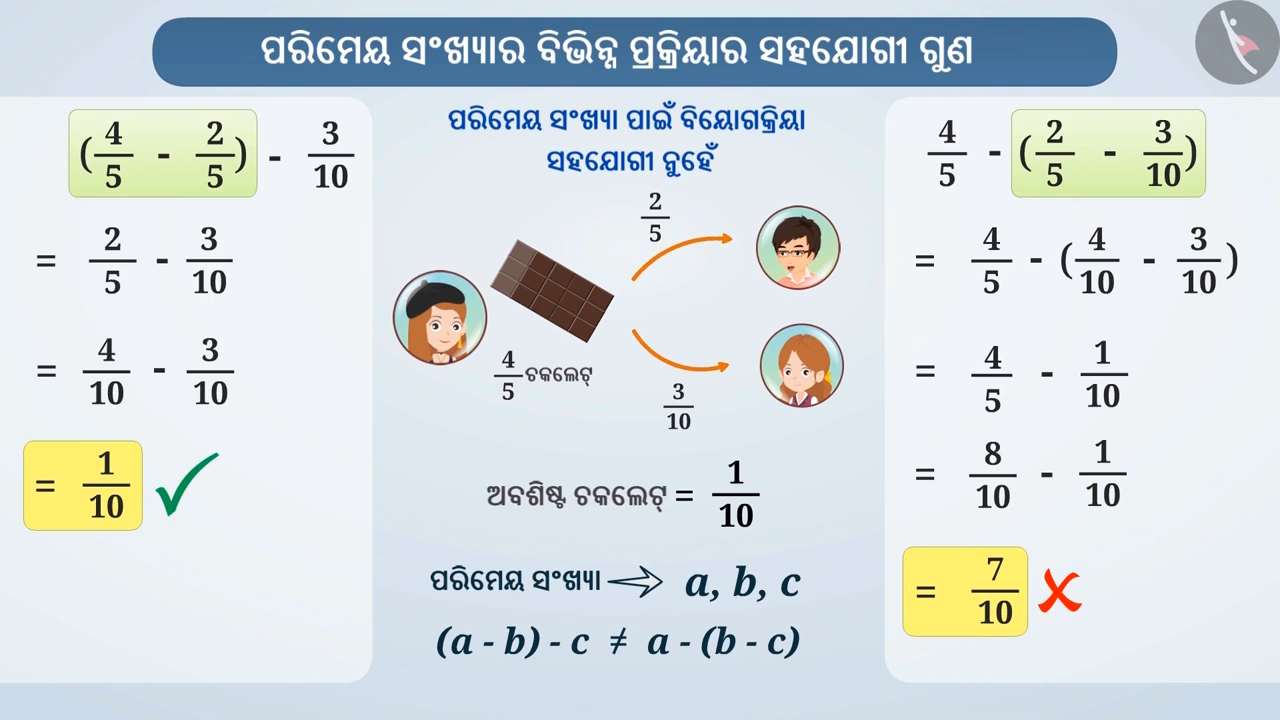 ପରିମେୟ ସଂଖ୍ୟାର ବିଭିନ୍ନ ପ୍ରକ୍ରିୟାର ସହଯୋଗୀ ଗୁଣ
(4/5 - 2/5) - 3/10
= 2/5 - 3/10
= 4/10 - 3/10
= 1/10
ପରିମେୟ ସଂଖ୍ୟା ପାଇଁ ବିୟୋଗକ୍ରିୟା
ସହଯୋଗୀ ନୁହେଁ
2/5
4/5 ଚକଲେଟ୍
3/10
ଅବଶିଷ୍ଟ ଚକଲେଟ୍ = 1/10
ପରିମେୟ ସଂଖ୍ୟା ⇒ a, b, c
(a - b) - c ≠ a - (b - c)
4/5 - (2/5 - 3/10)
= 4/5 - (4/10 - 3/10)
= 4/5 - 1/10
= 8/10 - 1/10
= 7/10